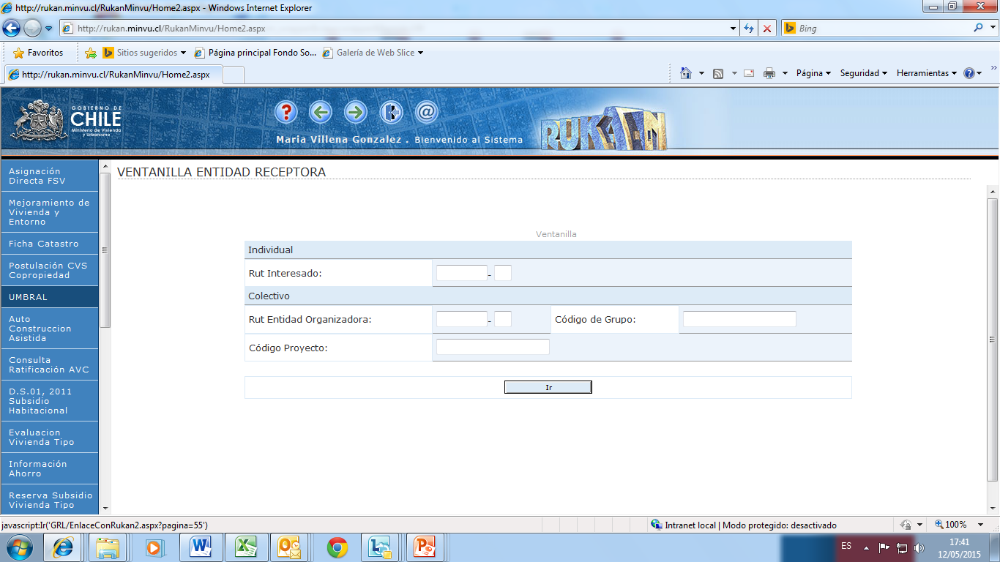 http://rukan.minvu.cl/RukanMinvu/Home2.aspx - Windows Internet Explorer
http://rukan.minvu.cl/RukanMinvu/Home2.aspx
Bing
Favoritos
Sitios sugeridos
Página principal Fondo So...
Galería de Web Slice
http://rukan.minvu.cl/RukanMinvu/Home2.aspx
Página
Seguridad
Herramientas
GOBIERNO DE
CHILE
Ministerio de Vivienda
y Urbanismo
Maria Villena Gonzalez . Bienvenido al Sistema
RUKAN
Asignación
Directa FSV
Mejoramiento de
Vivienda y
Entorno
Ficha Catastro
Postulación CVS
Copropiedad
UMBRAL
Auto
Construccion
Asistida
Consulta
Ratificación AVC
D.S.01, 2011
Subsidio
Habitacional
Evaluacion
Vivienda Tipo
Información
Ahorro
Reserva Subsidio
Vivienda Tipo
VENTANILLA ENTIDAD RECEPTORA
Ventanilla
Individual
Rut Interesado: -
Colectivo
Rut Entidad Organizadora: - Código de Grupo:
Código Proyecto:
Ir
javascript:Ir('GRL/EnlaceConRukan2.aspx?pagina=55')
Intranet local | Modo protegido: desactivado
100%
ES
17:41
12/05/2015